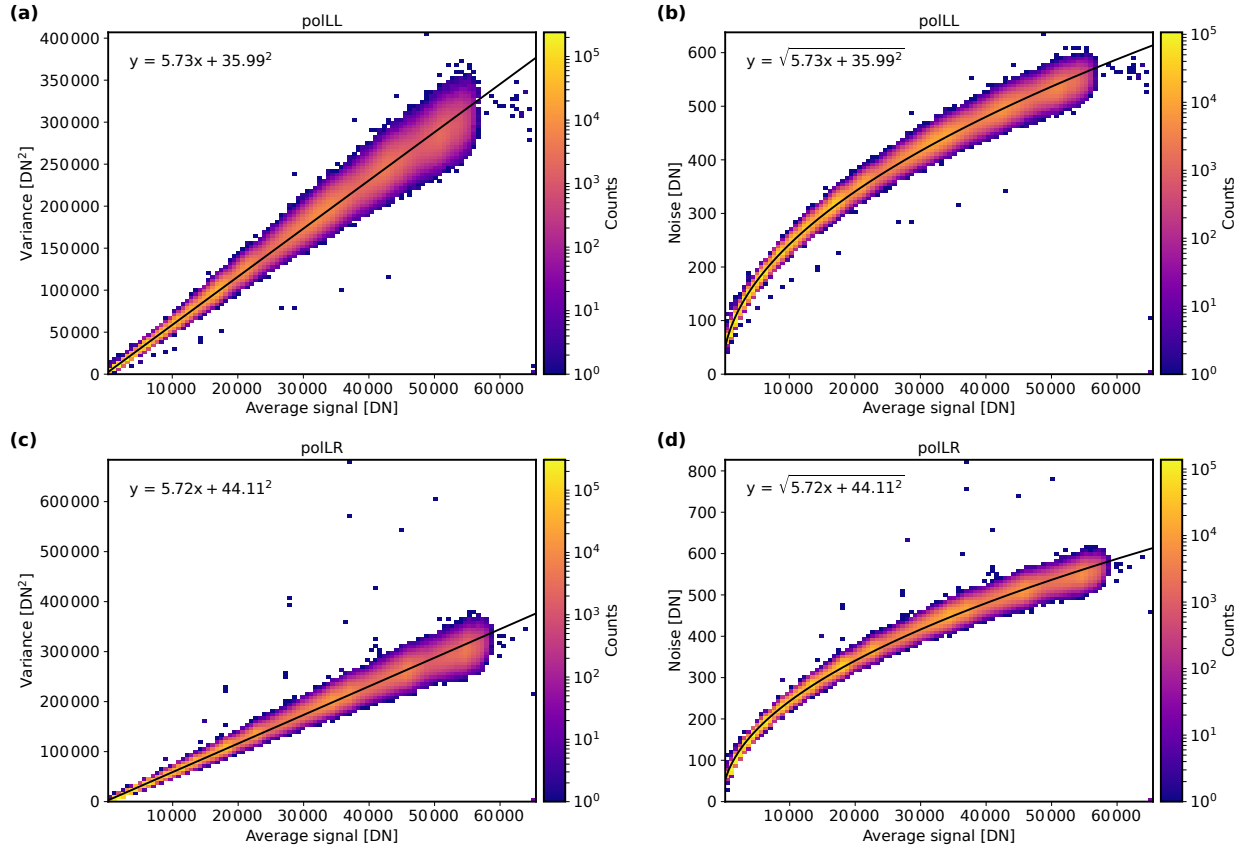 (a)
polLL
y = 5.73x + 35.99²
400000
350000
300000
250000
200000
150000
100000
50000
0
Variance [DN²]
10000 20000 30000 40000 50000 60000
Average signal [DN]
10⁵
10⁴
10³
10²
10¹
10⁰
Counts
(b)
polLL
y = √5.73x + 35.99²
600
500
400
300
200
100
0
Noise [DN]
10000 20000 30000 40000 50000 60000
Average signal [DN]
10⁵
10⁴
10³
10²
10¹
10⁰
Counts
(c)
polLR
y = 5.72x + 44.11²
600000
500000
400000
300000
200000
100000
0
Variance [DN²]
10000 20000 30000 40000 50000 60000
Average signal [DN]
10⁵
10⁴
10³
10²
10¹
10⁰
Counts
(d)
polLR
y = √5.72x + 44.11²
800
700
600
500
400
300
200
100
0
Noise [DN]
10000 20000 30000 40000 50000 60000
Average signal [DN]
10⁵
10⁴
10³
10²
10¹
10⁰
Counts